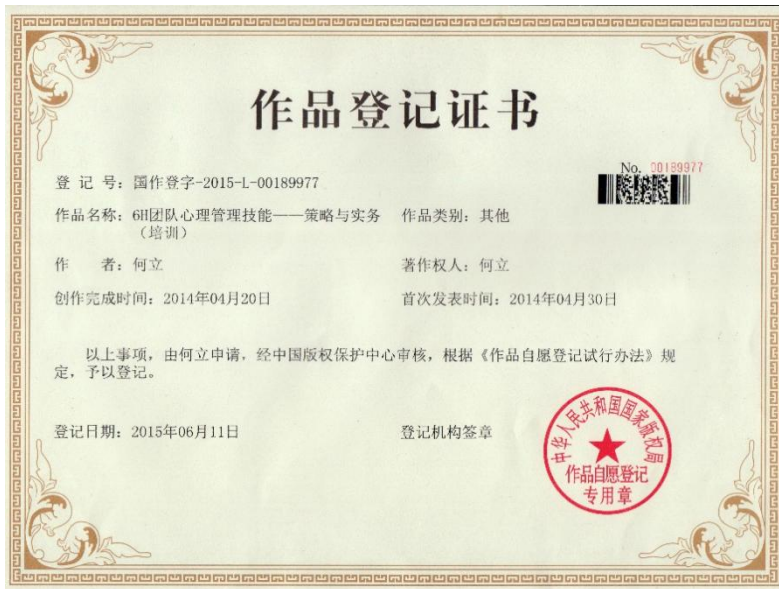 作品登记证书
No. 00189977
登 记 号：国作登字-2015-L-00189977
作品名称：6H团队心理管理技能——策略与实务（培训） 作品类别：其他
作 者：何立 著作权人：何立
创作完成时间：2014年04月20日 首次发表时间：2014年04月30日
以上事项，由何立申请，经中国版权保护中心审核，根据《作品自愿登记试行办法》规
定，予以登记。
登记日期：2015年06月11日 登记机构签章
中华人民共和国国家版权局
作品自愿登记
专用章